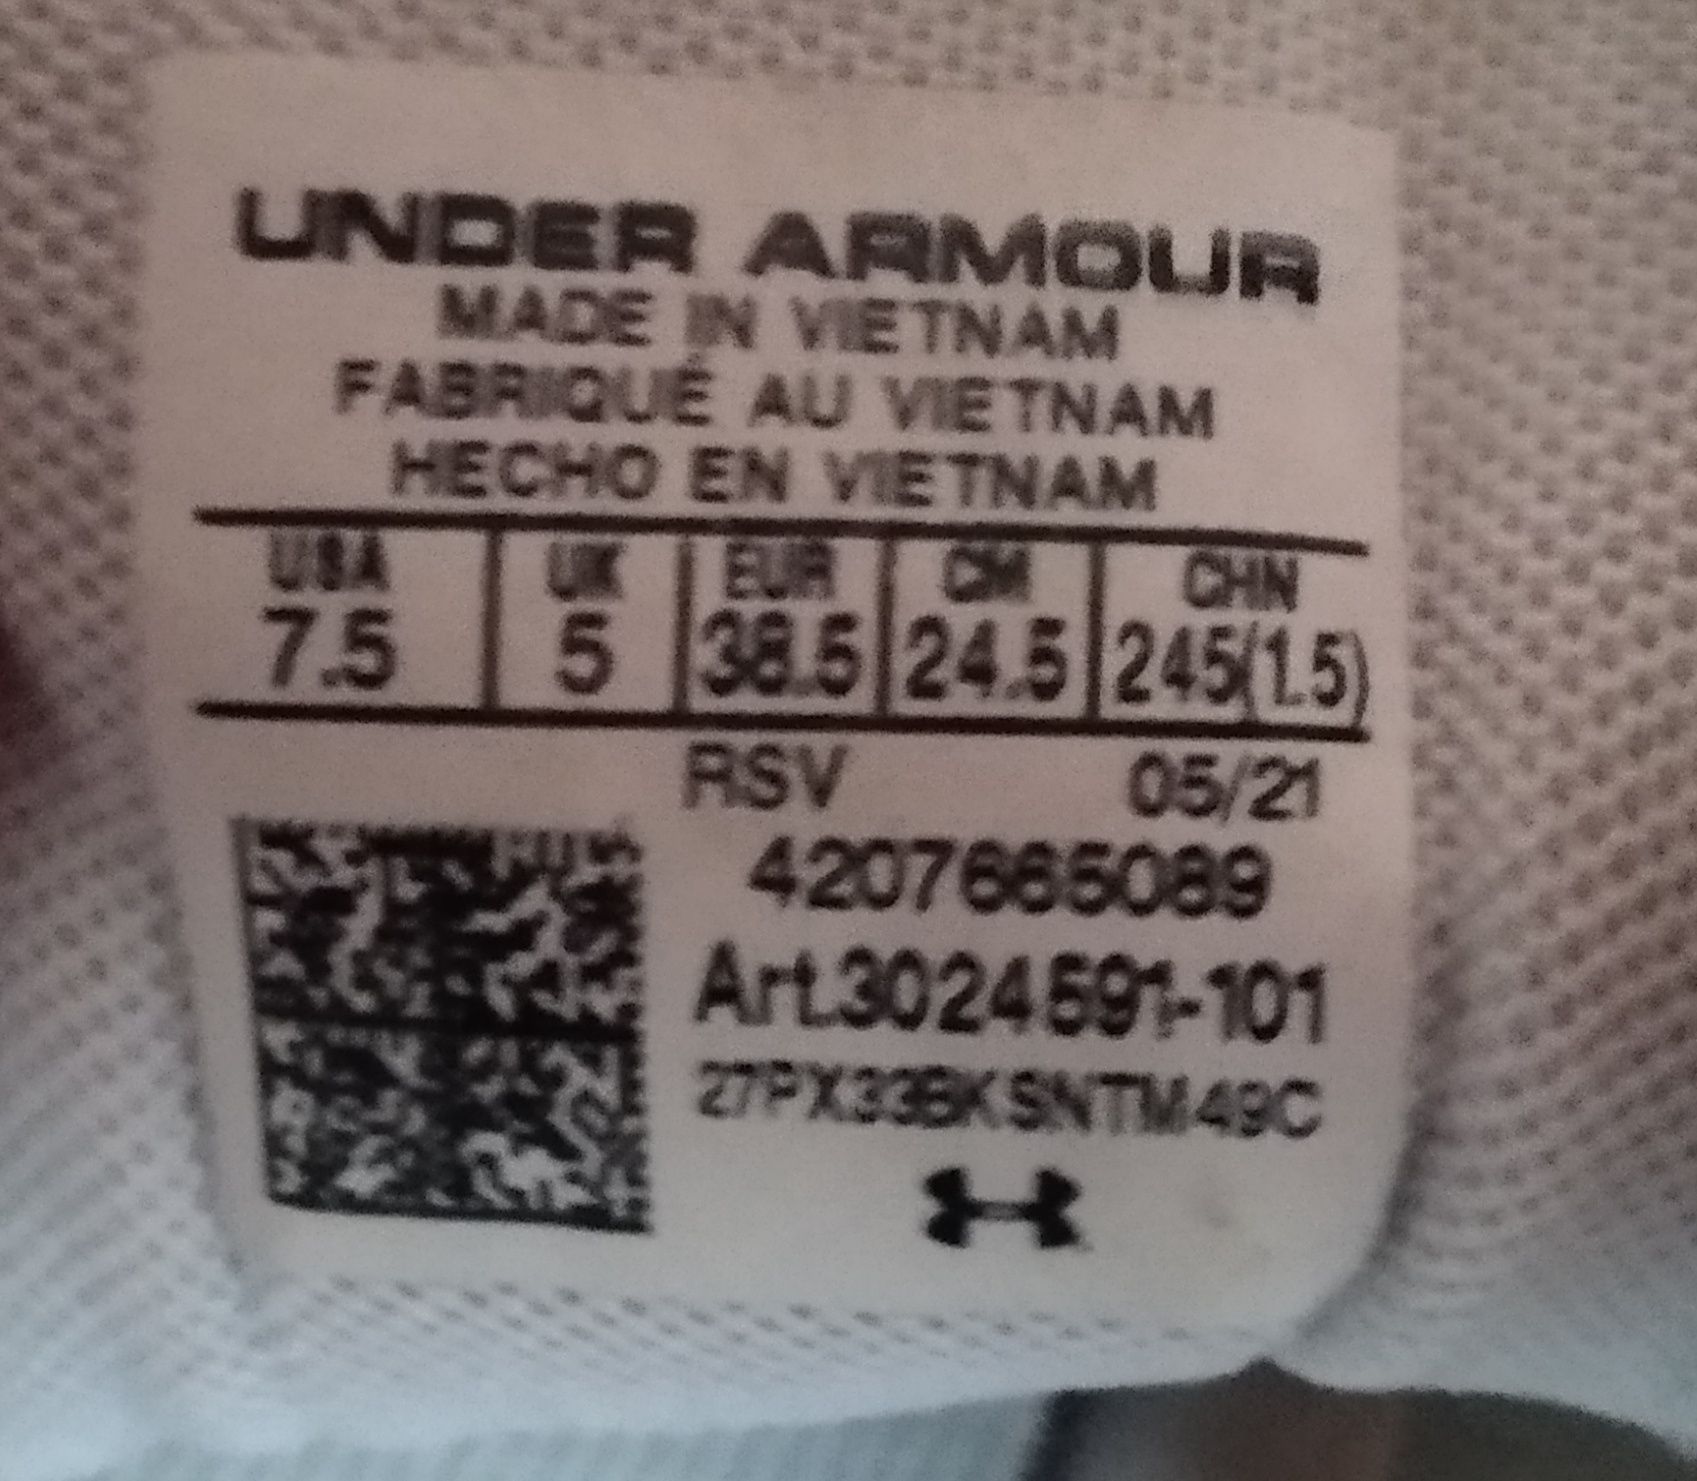 UNDER ARMOUR
MADE IN VIETNAM
FABRIQUÉ AU VIETNAM
HECHO EN VIETNAM
USA UK EUR CM CHN
7.5 5 38.5 24.5 245(1.5)
RSV 05/21
4207665089
Art.3024591-101
27PX33BKSNTM49C